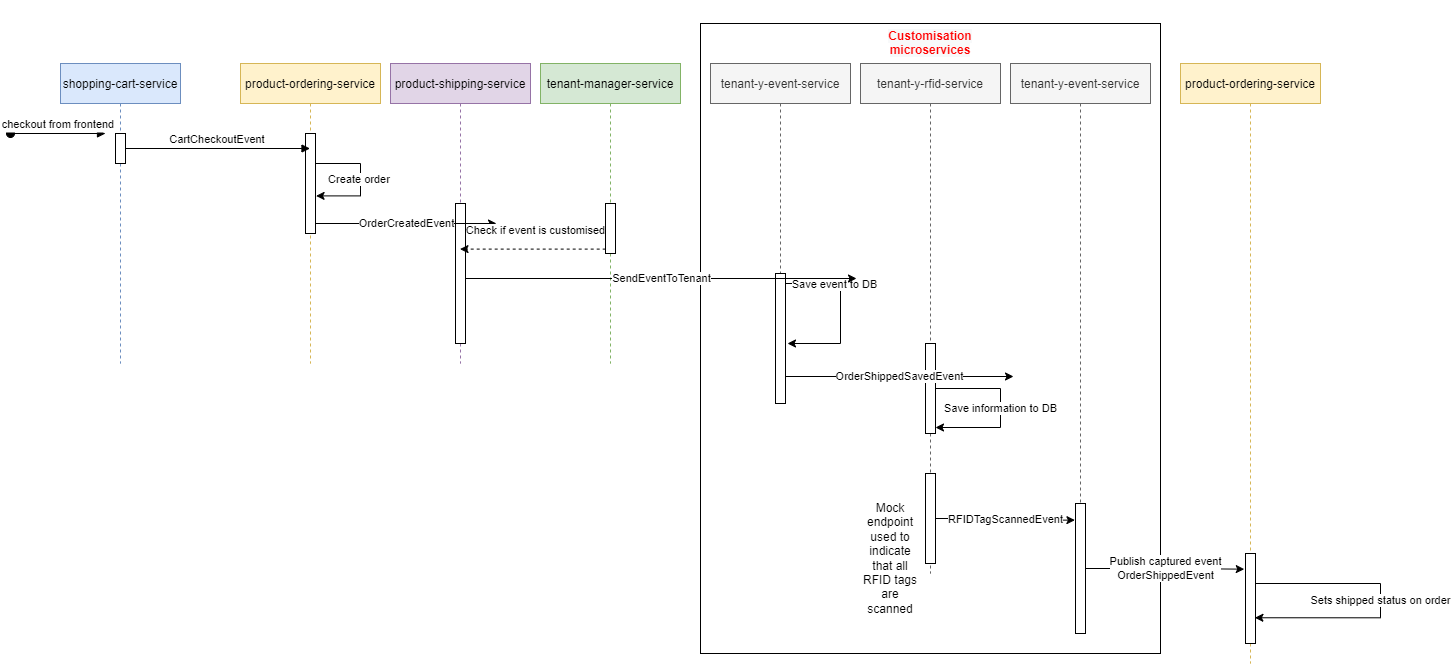 Customisation
microservices
shopping-cart-service
product-ordering-service
product-shipping-service
tenant-manager-service
tenant-y-event-service
tenant-y-rfid-service
tenant-y-event-service
product-ordering-service
checkout from frontend
CartCheckoutEvent
Create order
OrderCreatedEvent
Check if event is customised
SendEventToTenant
Save event to DB
OrderShippedSavedEvent
Save information to DB
Mock
endpoint
used to
indicate
that all
RFID tags
are
scanned
RFIDTagScannedEvent
Publish captured event
OrderShippedEvent
Sets shipped status on order